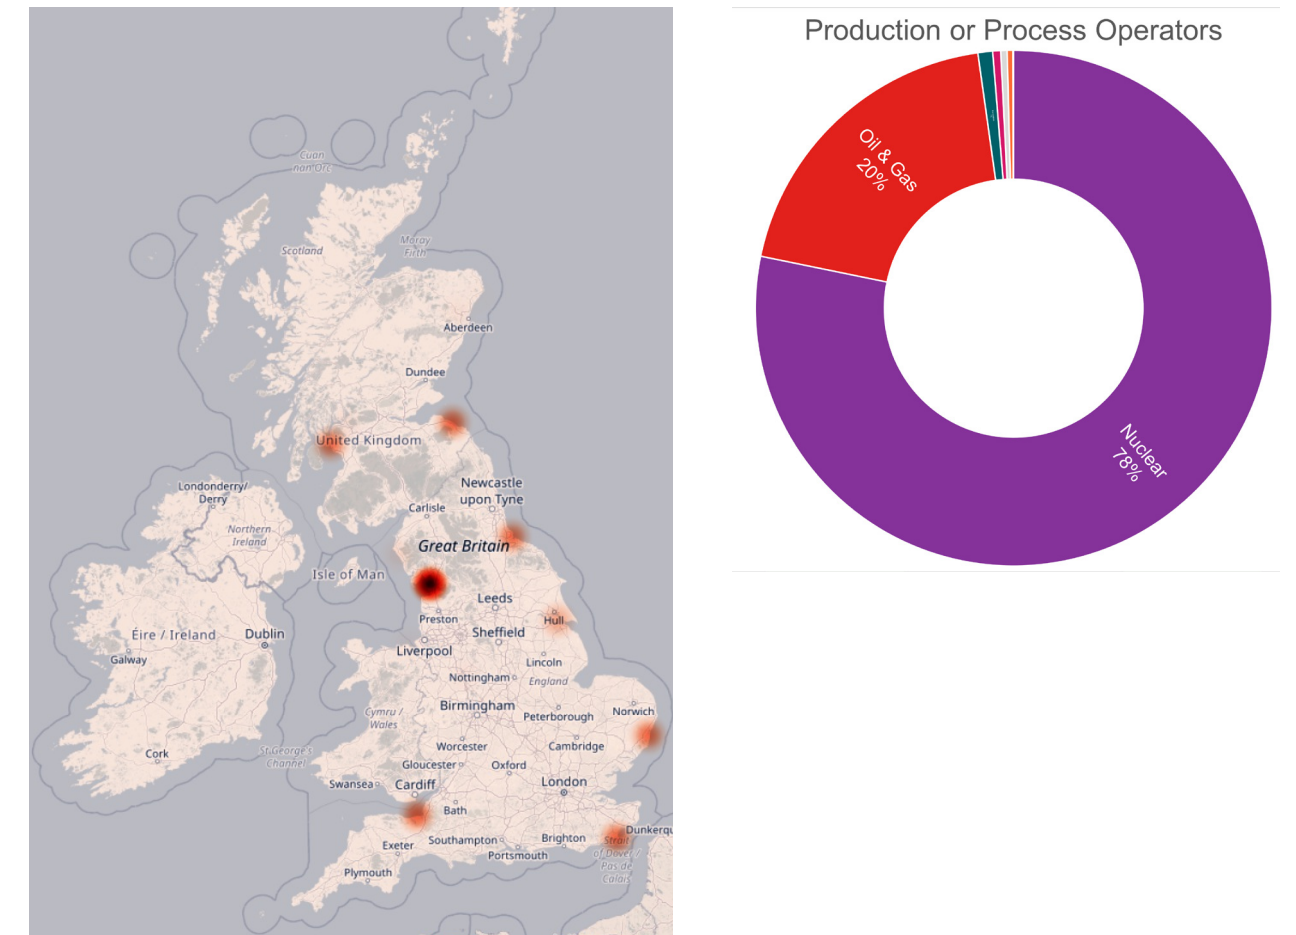 Cuan
nan Orc
Scotland
Moray
Firth
Aberdeen
Dundee
United Kingdom
Londonderry/
Derry
Northern
Ireland
Newcastle
upon Tyne
Carlisle
Great Britain
Isle of Man
Leeds
Preston
Hull
Éire / Ireland
Dublin
Sheffield
Galway
Liverpool
Lincoln
Nottingham
England
Birmingham
Norwich
Cymru /
Wales
Peterborough
Cork
St George's
Channel
Worcester
Cambridge
Gloucester
Oxford
Swansea
Cardiff
London
Bath
Dunkerqu
Exeter
Southampton
Brighton
Strait
of Dover /
Pas de
Calais
Portsmouth
Plymouth
Production or Process Operators
Oil & Gas
20%
Nuclear
78%